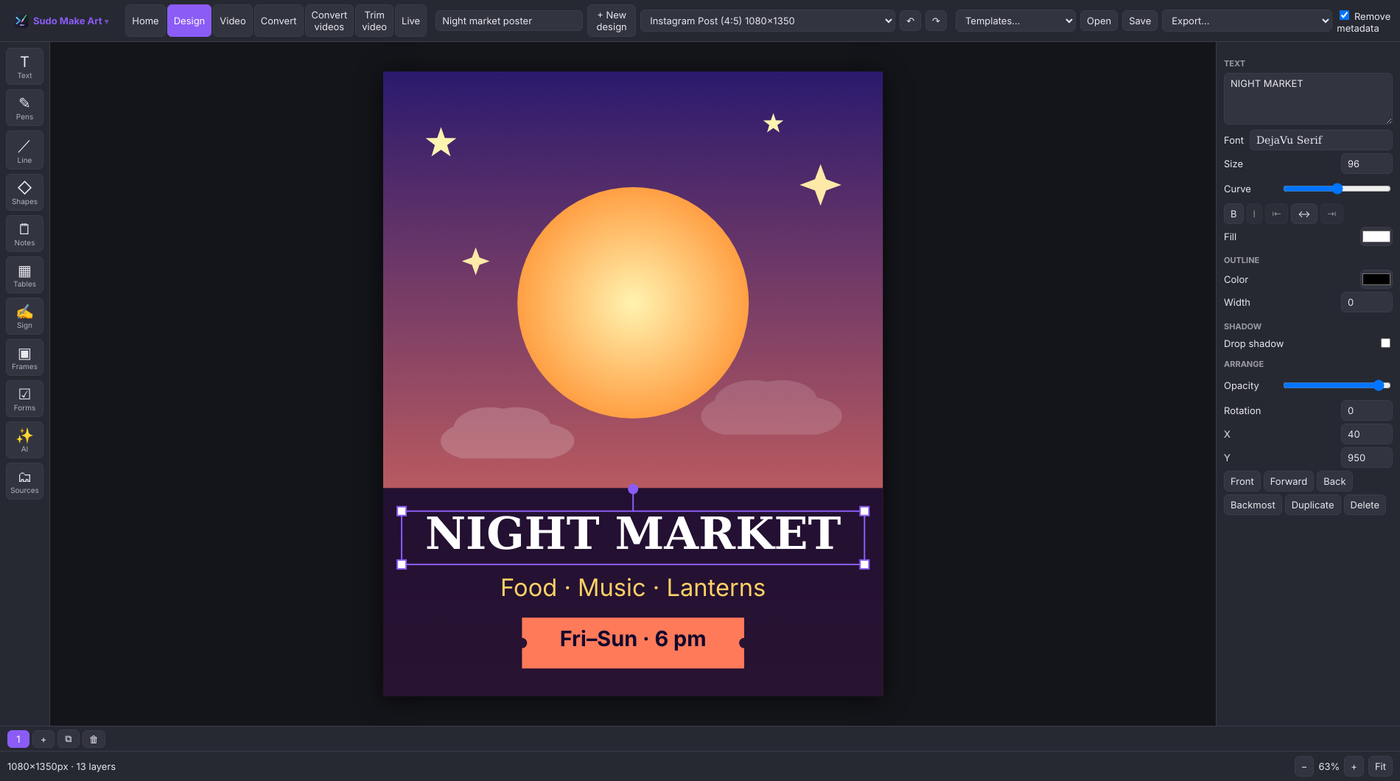 Sudo Make Art
Home
Design
Video
Convert
Convert videos
Trim video
Live
Night market poster
+ New design
Instagram Post (4:5) 1080×1350
Templates...
Open
Save
Export...
Remove metadata
Text
Pens
Line
Shapes
Notes
Tables
Sign
Frames
Forms
AI
Sources
NIGHT MARKET
Food · Music · Lanterns
Fri–Sun · 6 pm
TEXT
NIGHT MARKET
Font DejaVu Serif
Size 96
Curve
B I
Fill
OUTLINE
Color
Width 0
SHADOW
Drop shadow
ARRANGE
Opacity
Rotation 0
X 40
Y 950
Front Forward Back
Backmost Duplicate Delete
1 +
1080×1350px · 13 layers
− 63% + Fit